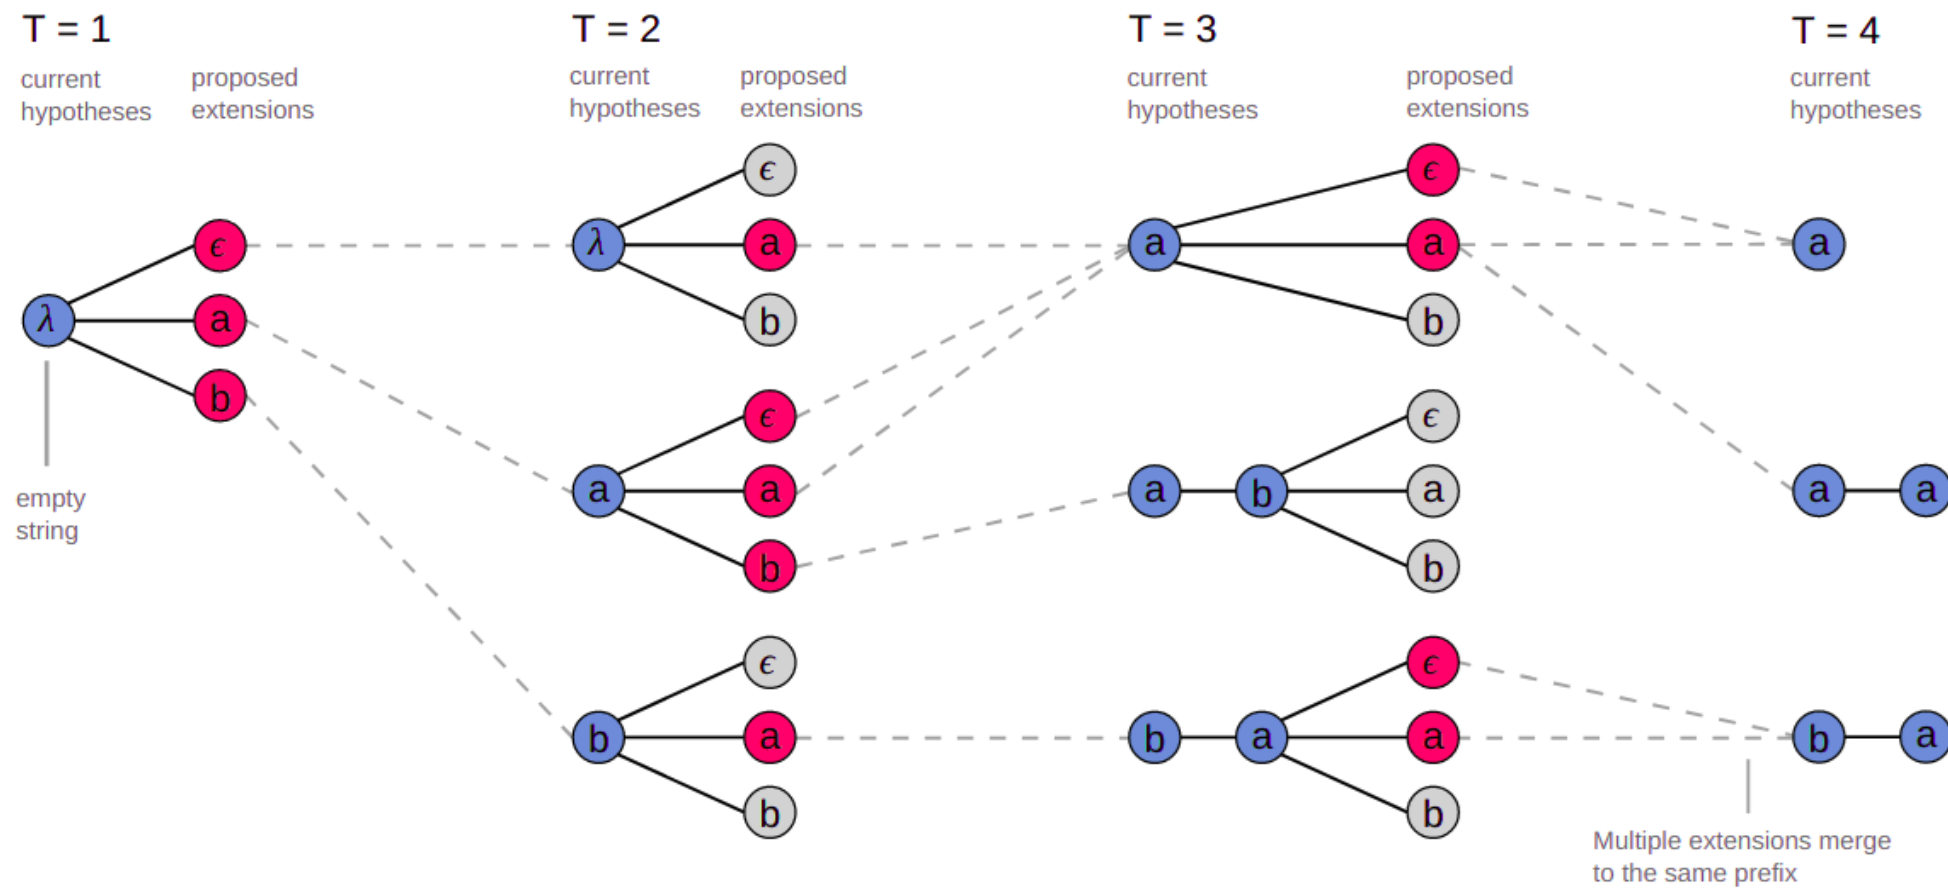 T = 1
current hypotheses
proposed extensions
T = 2
current hypotheses
proposed extensions
T = 3
current hypotheses
proposed extensions
T = 4
current hypotheses
λ
ϵ
a
b
empty
string
λ
ϵ
a
b
a
ϵ
a
b
b
ϵ
a
b
a
ϵ
a
b
a b
ϵ
a
b
b a
ϵ
a
b
a
a a
b a
Multiple extensions merge
to the same prefix